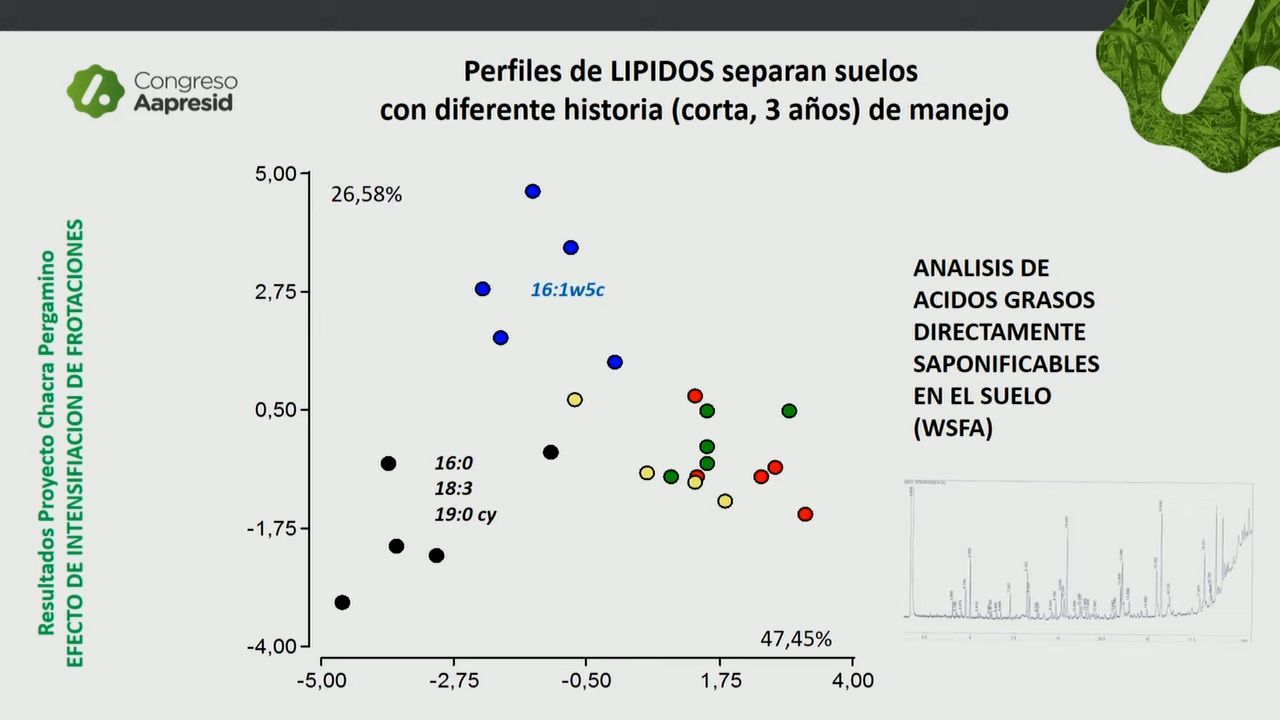 Congreso
Aapresid
Perfiles de LIPIDOS separan suelos
con diferente historia (corta, 3 años) de manejo
Resultados Proyecto Chacra Pergamino
EFECTO DE INTENSIFIACION DE FROTACIONES
5,00
2,75
0,50
-1,75
-4,00
26,58%
16:1w5c
16:0
18:3
19:0 cy
47,45%
-5,00
-2,75
-0,50
1,75
4,00
ANALISIS DE
ACIDOS GRASOS
DIRECTAMENTE
SAPONIFICABLES
EN EL SUELO
(WSFA)